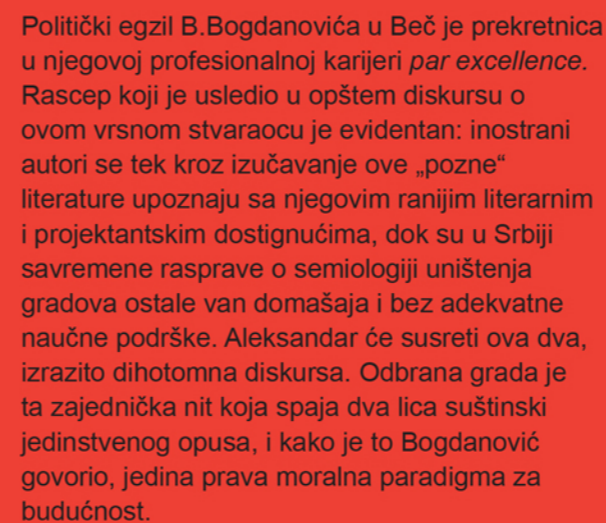 Politički egzil B.Bogdanovića u Beč je prekretnica
u njegovoj profesionalnoj karijeri par excellence.
Rascep koji je usledio u opštem diskursu o
ovom vrsnom stvaraocu je evidentan: inostrani
autori se tek kroz izučavanje ove „pozne“
literature upoznaju sa njegovim ranijim literarnim
i projektantskim dostignućima, dok su u Srbiji
savremene rasprave o semiologiji uništenja
gradova ostale van domašaja i bez adekvatne
naučne podrške. Aleksandar će susreti ova dva,
izrazito dihotomna diskursa. Odbrana grada je
ta zajednička nit koja spaja dva lica suštinski
jedinstvenog opusa, i kako je to Bogdanović
govorio, jedina prava moralna paradigma za
budućnost.